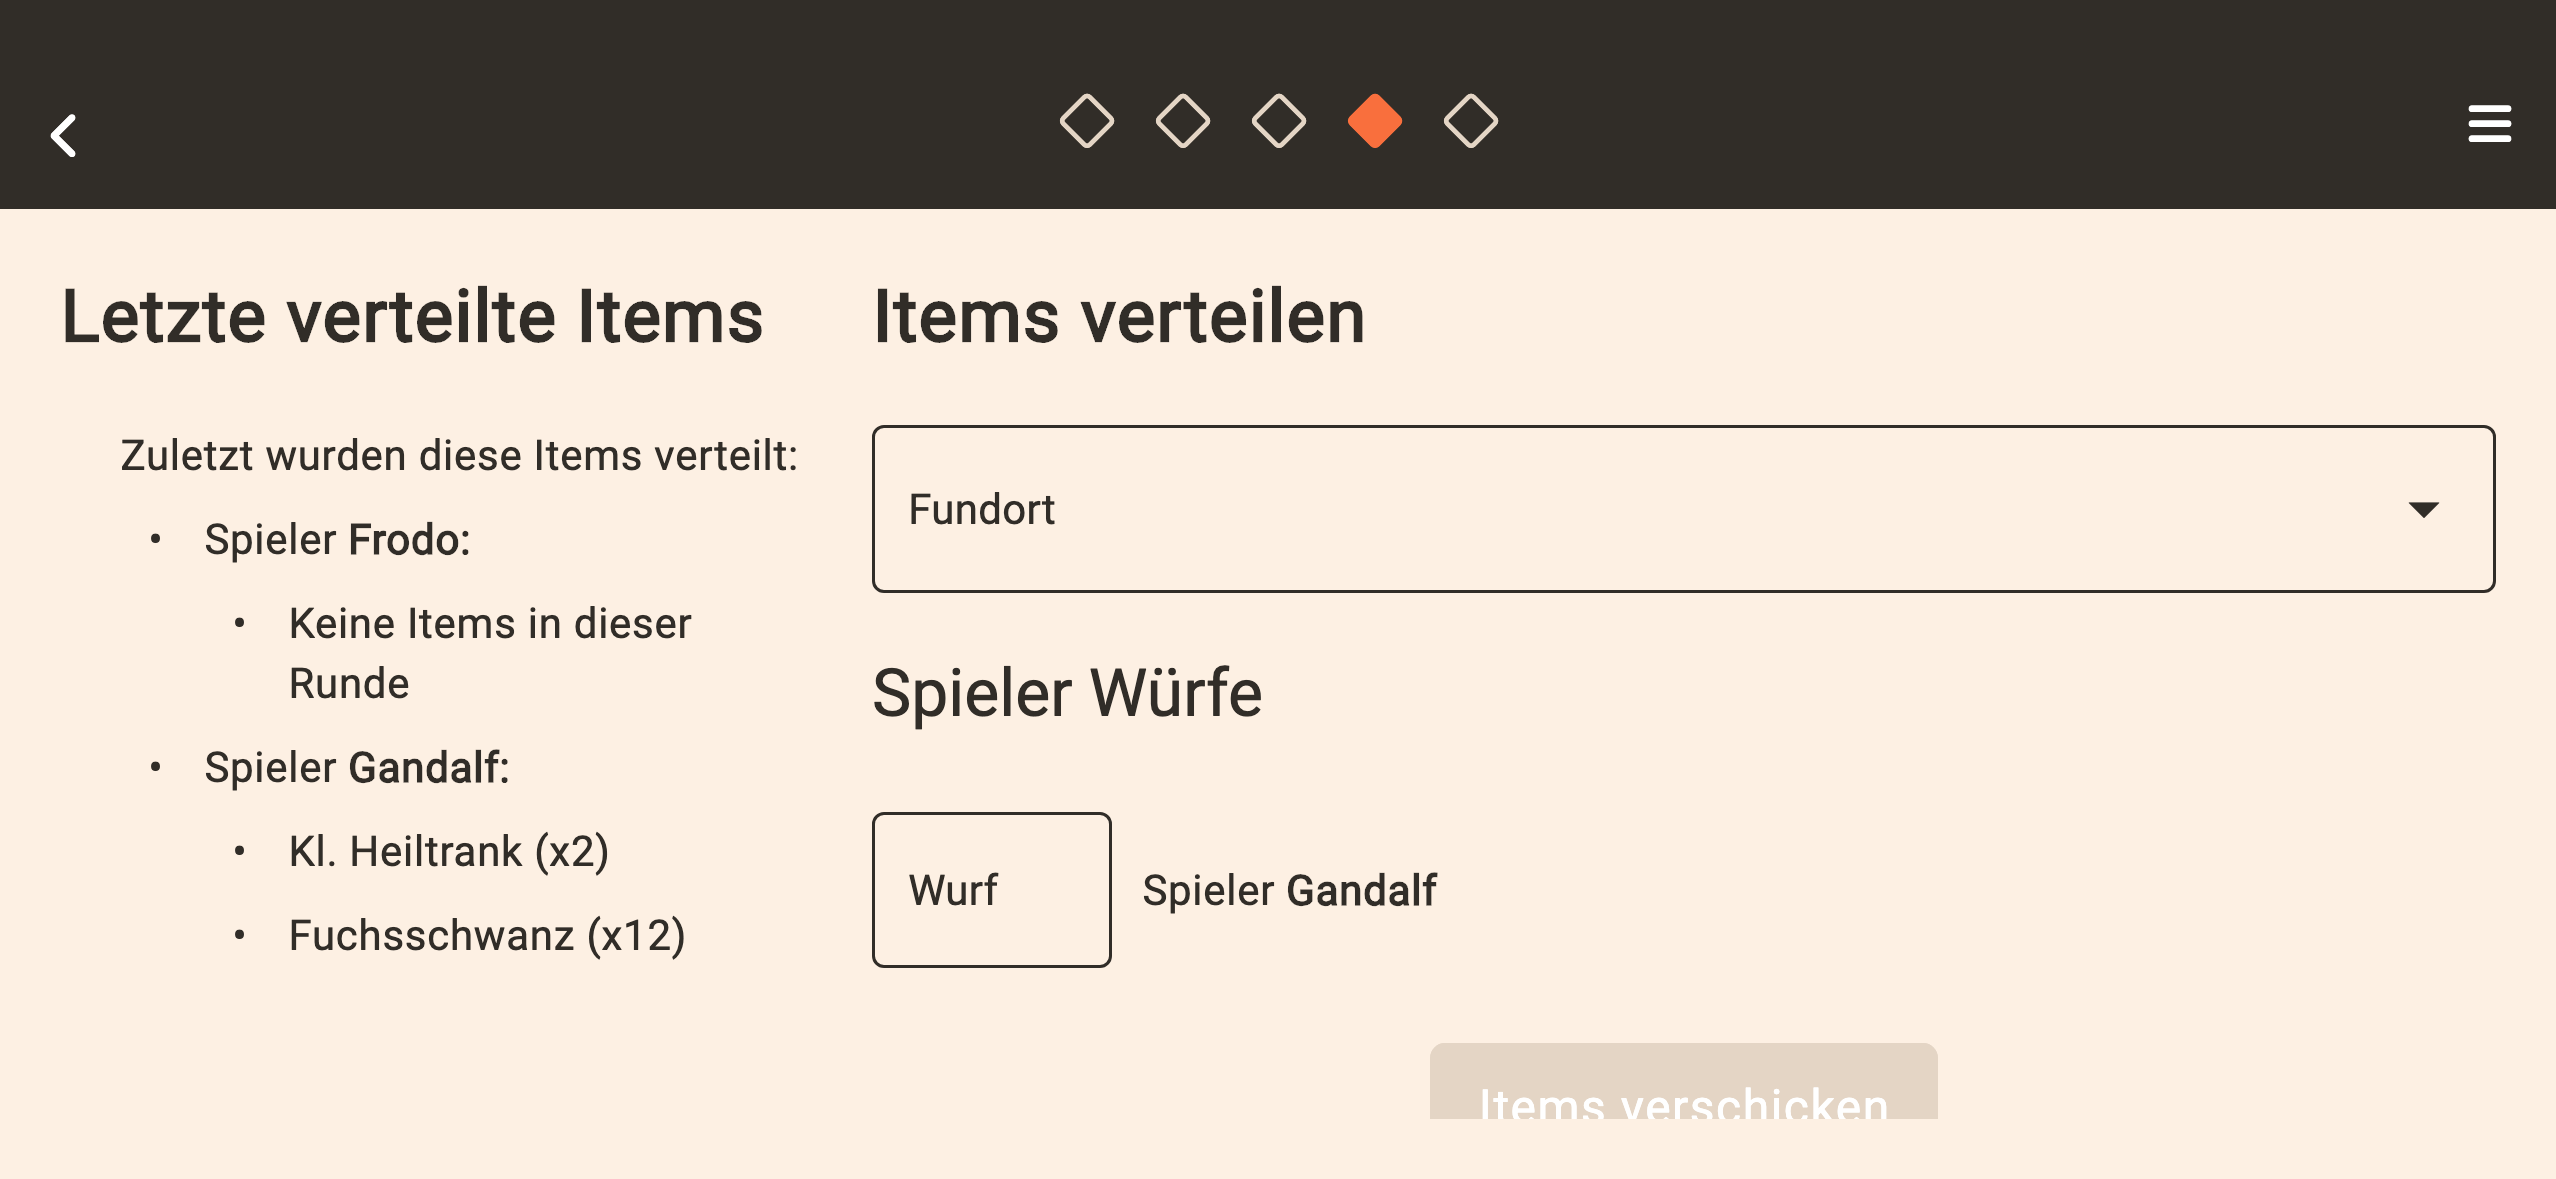 Letzte verteilte Items
Zuletzt wurden diese Items verteilt:
• Spieler Frodo:
• Keine Items in dieser
Runde
• Spieler Gandalf:
• Kl. Heiltrank (x2)
• Fuchsschwanz (x12)
Items verteilen
Fundort
Spieler Würfe
Wurf
Spieler Gandalf
Items verschicken